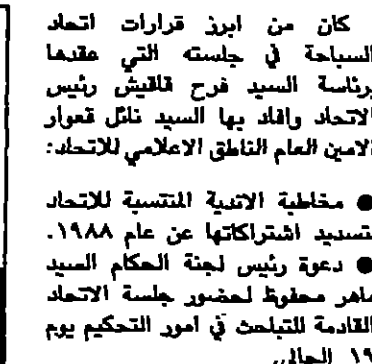 كان من ابرز قرارات اتحاد
السباحة في جلسته التي عقدها
برئاسة السيد فرح قاقيش رئيس
الاتحاد وافاد بها السيد نائل قعوار
الامين العام الناطق الاعلامي للاتحاد:
● مخاطبة الاندية المنتسبة للاتحاد
بتسديد اشتراكاتها عن عام ١٩٨٨.
● دعوة رئيس لجنة الحكام السيد
ماهر محفوظ لحضور جلسة الاتحاد
القادمة للتباحث في امور التحكيم يوم
١٩ الحالي.